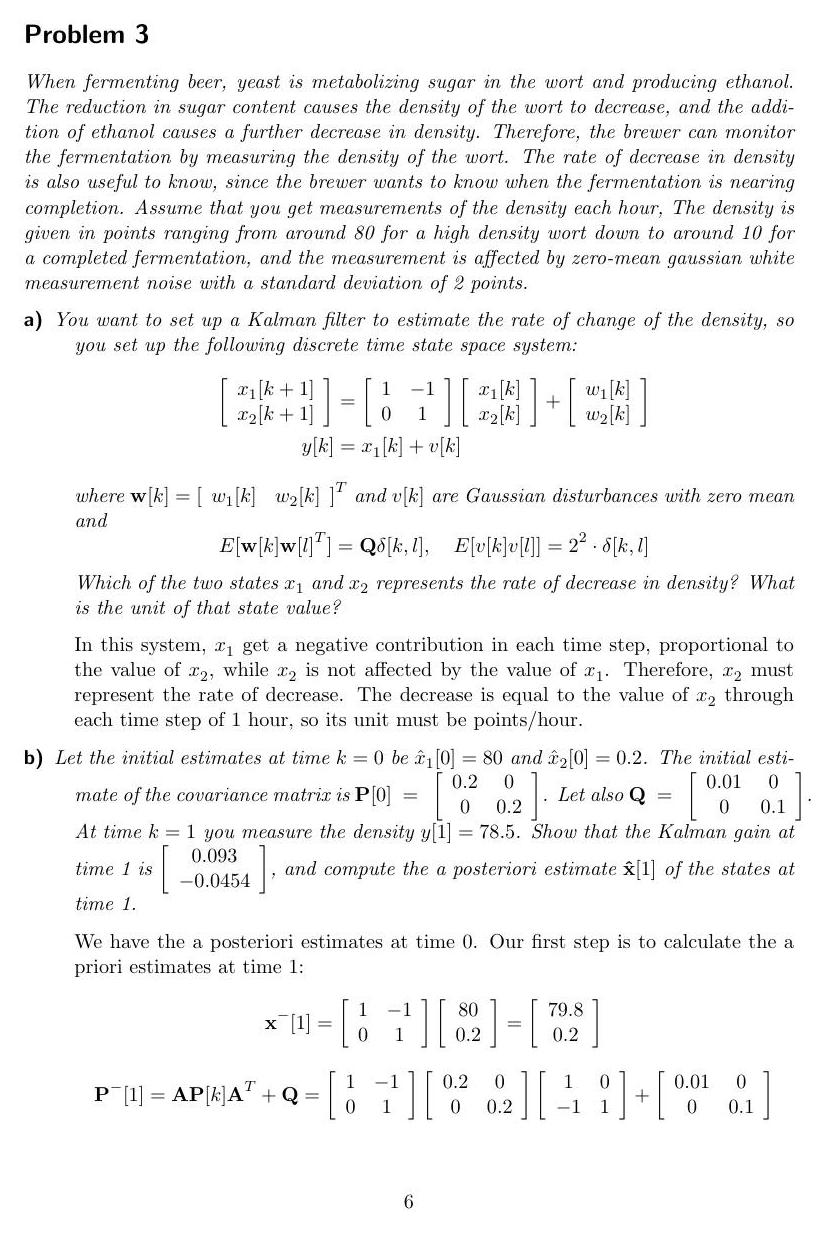 Problem 3
When fermenting beer, yeast is metabolizing sugar in the wort and producing ethanol.
The reduction in sugar content causes the density of the wort to decrease, and the addi-
tion of ethanol causes a further decrease in density. Therefore, the brewer can monitor
the fermentation by measuring the density of the wort. The rate of decrease in density
is also useful to know, since the brewer wants to know when the fermentation is nearing
completion. Assume that you get measurements of the density each hour, The density is
given in points ranging from around 80 for a high density wort down to around 10 for
a completed fermentation, and the measurement is affected by zero-mean gaussian white
measurement noise with a standard deviation of 2 points.
a) You want to set up a Kalman filter to estimate the rate of change of the density, so
you set up the following discrete time state space system:
[ x₁[k + 1] ] = [ 1 −1 ] [ x₁[k] ] + [ w₁[k] ]
[ x₂[k + 1] ]   [ 0 1 ] [ x₂[k] ]   [ w₂[k] ]
y[k] = x₁[k] + v[k]
where w[k] = [ w₁[k] w₂[k] ]ᵀ and v[k] are Gaussian disturbances with zero mean
and
E[w[k]w[l]ᵀ] = Qδ[k, l], E[v[k]v[l]] = 2² · δ[k, l]
Which of the two states x₁ and x₂ represents the rate of decrease in density? What
is the unit of that state value?
In this system, x₁ get a negative contribution in each time step, proportional to
the value of x₂, while x₂ is not affected by the value of x₁. Therefore, x₂ must
represent the rate of decrease. The decrease is equal to the value of x₂ through
each time step of 1 hour, so its unit must be points/hour.
b) Let the initial estimates at time k = 0 be x̂₁[0] = 80 and x̂₂[0] = 0.2. The initial esti-
mate of the covariance matrix is P[0] = [ 0.2 0 ; 0 0.2 ]. Let also Q = [ 0.01 0 ; 0 0.1 ].
At time k = 1 you measure the density y[1] = 78.5. Show that the Kalman gain at
time 1 is [ 0.093 ; −0.0454 ], and compute the a posteriori estimate x̂[1] of the states at
time 1.
We have the a posteriori estimates at time 0. Our first step is to calculate the a
priori estimates at time 1:
x⁻[1] = [ 1 −1 ; 0 1 ] [ 80 ; 0.2 ] = [ 79.8 ; 0.2 ]
P⁻[1] = AP[k]Aᵀ + Q = [ 1 −1 ; 0 1 ] [ 0.2 0 ; 0 0.2 ] [ 1 0 ; −1 1 ] + [ 0.01 0 ; 0 0.1 ]
6